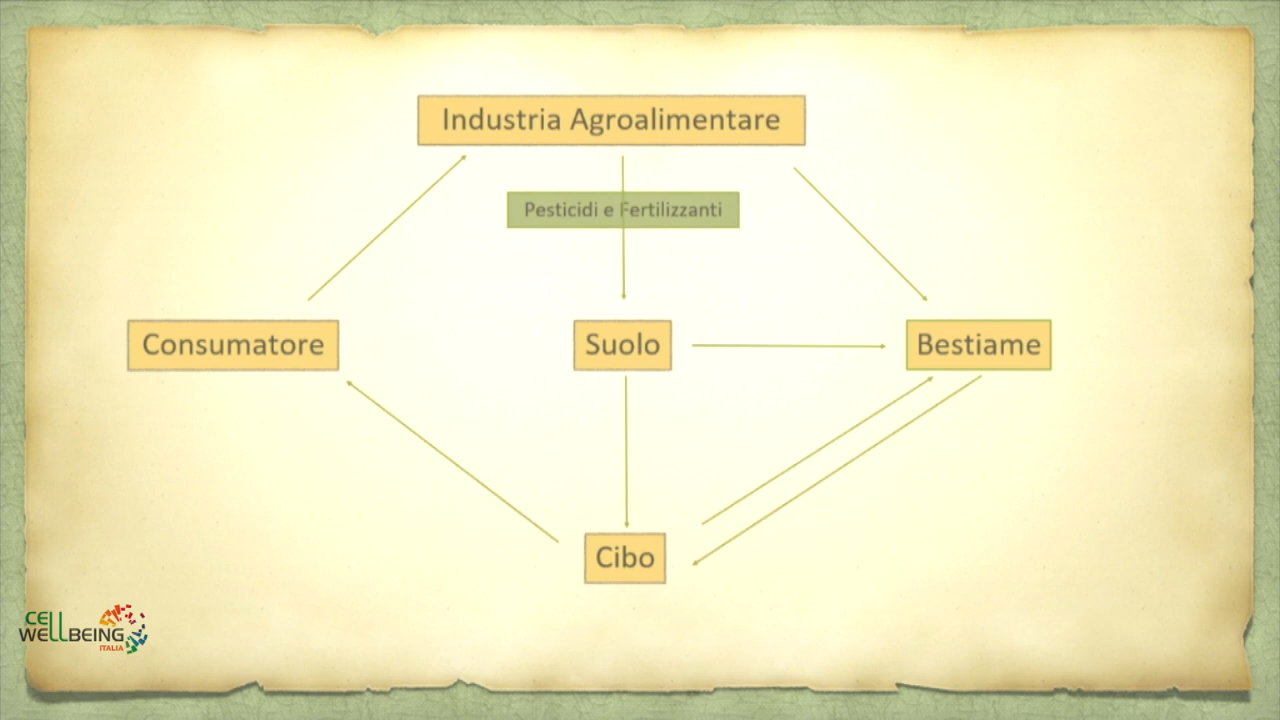 Industria Agroalimentare
Pesticidi e Fertilizzanti
Consumatore
Suolo
Bestiame
Cibo
CELL
WELLBEING
ITALIA